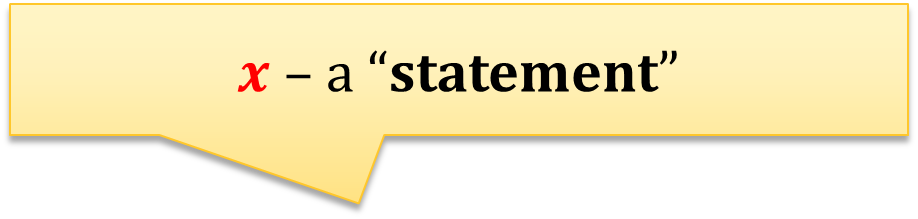 x – a “statement”